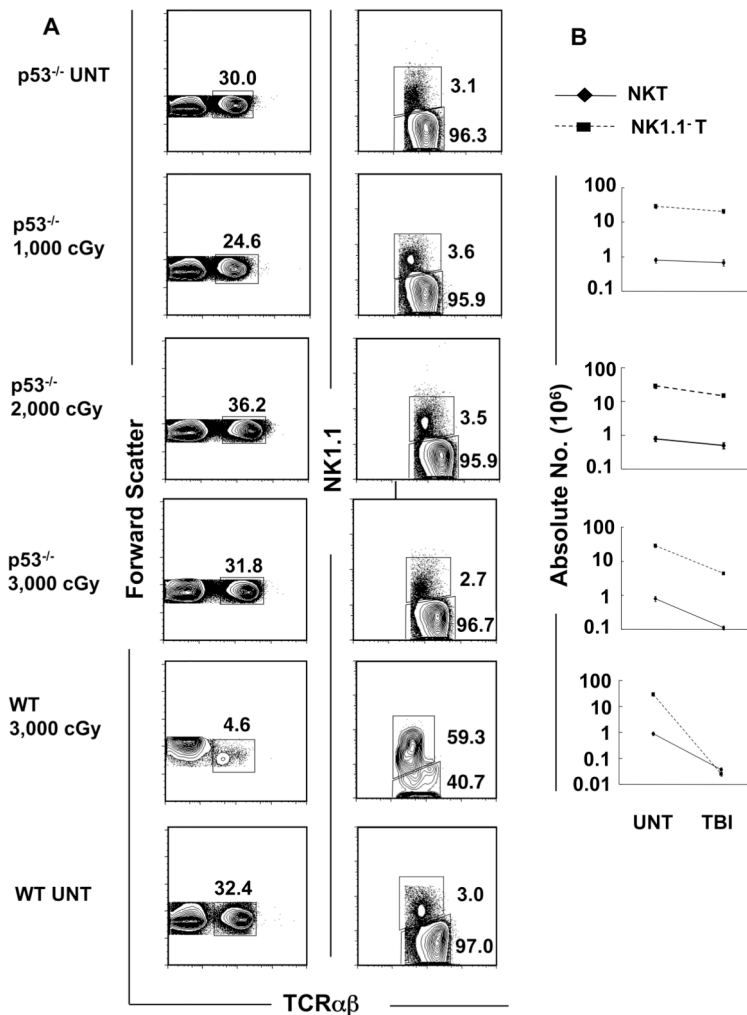 A
B
p53-/- UNT
30.0
3.1
96.3
NKT
NK1.1- T
p53-/-
1,000 cGy
24.6
3.6
95.9
100
10
1
0.1
p53-/-
2,000 cGy
36.2
3.5
95.9
100
10
1
0.1
Forward Scatter
NK1.1
Absolute No. (10⁶)
p53-/-
3,000 cGy
31.8
2.7
96.7
100
10
1
0.1
WT
3,000 cGy
4.6
59.3
40.7
100
10
1
0.1
0.01
UNT TBI
WT UNT
32.4
3.0
97.0
TCRαβ